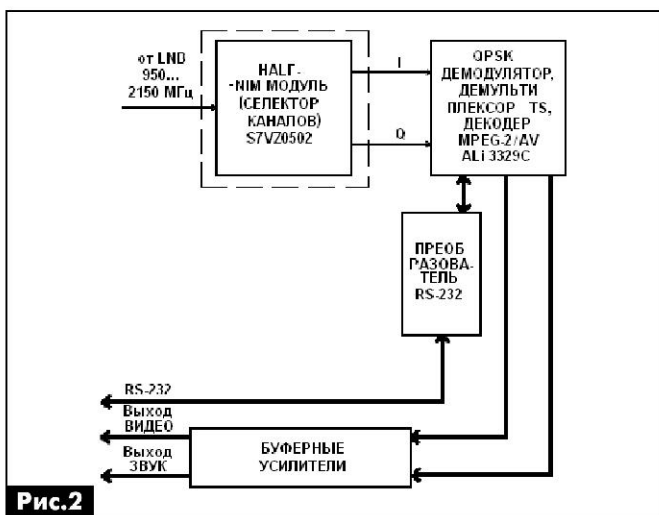 от LNB
950...
2150 МГц
HALF-
-NIM МОДУЛЬ
(СЕЛЕКТОР
КАНАЛОВ)
S7VZ0502
I
Q
QPSK
ДЕМОДУЛЯТОР,
ДЕМУЛЬТИ
ПЛЕКСОР TS,
ДЕКОДЕР
MPEG-2/AV
ALi 3329C
ПРЕОБ
РАЗОВА-
ТЕЛЬ
RS-232
RS-232
Выход
ВИДЕО
Выход
ЗВУК
БУФЕРНЫЕ
УСИЛИТЕЛИ
Рис.2